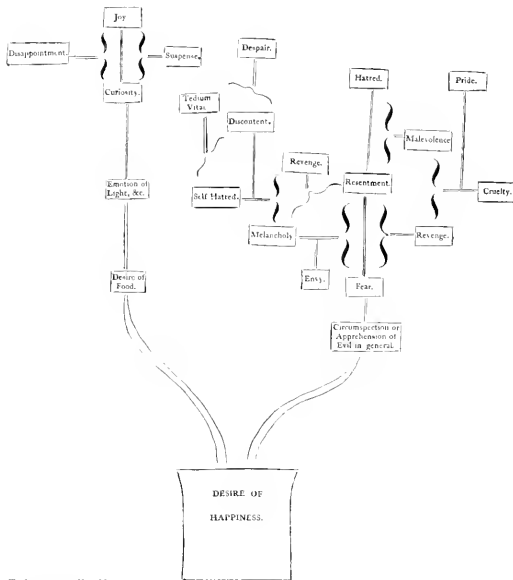 Joy
Disappointment.
Suspense.
Curiosity.
Despair.
Hatred.
Pride.
Tedium
Vitæ.
Discontent.
Malevolence
Revenge.
Emotion of
Light, &c.
Self Hatred.
Resentment.
Cruelty.
Melancholy
Revenge.
Desire of
Food.
Envy.
Fear.
Circumspection or
Apprehension of
Evil in general.
DESIRE OF
HAPPINESS.